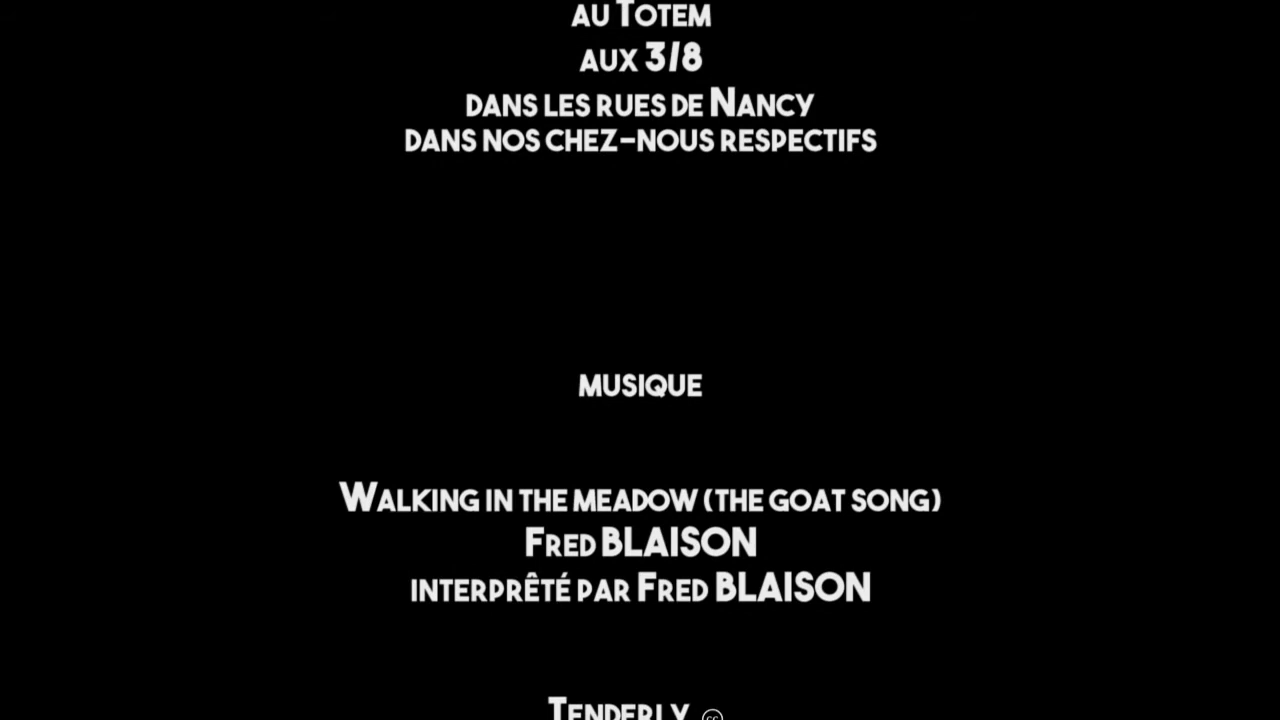 au Totem
aux 3/8
dans les rues de Nancy
dans nos chez-nous respectifs
musique
Walking in the meadow (the goat song)
Fred BLAISON
interprêté par Fred BLAISON
Tenderly cc